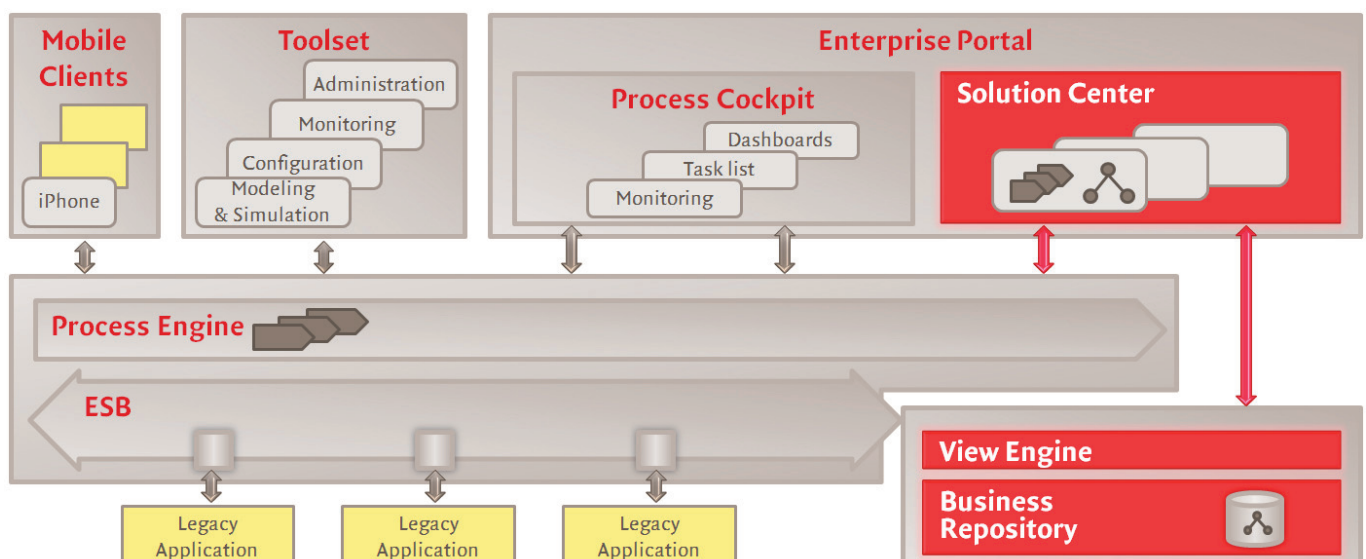 Mobile
Clients
iPhone
Toolset
Administration
Monitoring
Configuration
Modeling
& Simulation
Enterprise Portal
Process Cockpit
Dashboards
Task list
Monitoring
Solution Center
Process Engine
ESB
Legacy
Application
Legacy
Application
Legacy
Application
View Engine
Business
Repository